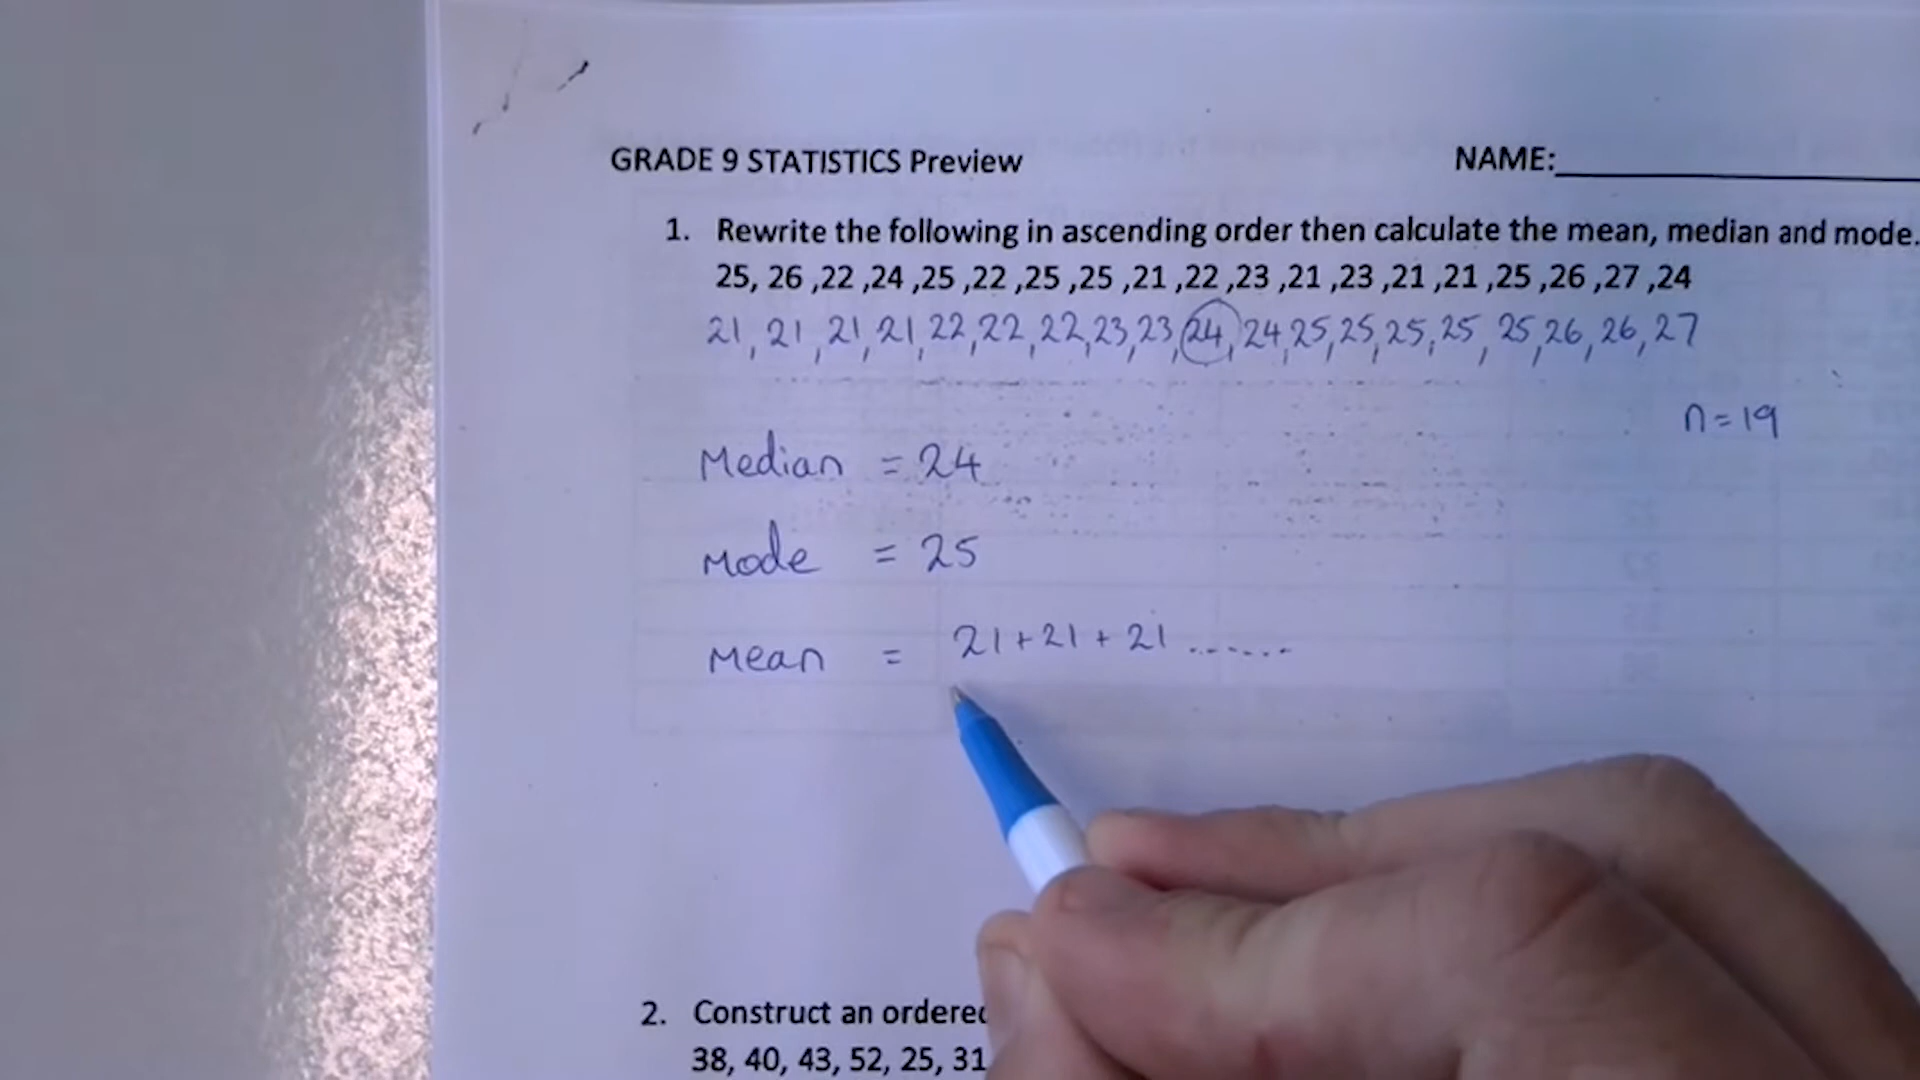 GRADE 9 STATISTICS Preview NAME:
1. Rewrite the following in ascending order then calculate the mean, median and mode.
25, 26 ,22 ,24 ,25 ,22 ,25 ,25 ,21 ,22 ,23 ,21 ,23 ,21 ,21 ,25 ,26 ,27 ,24
21, 21, 21, 21, 22, 22, 22, 23, 23, 24, 24, 25, 25, 25, 25, 25, 26, 26, 27
n = 19
Median = 24
Mode = 25
Mean = 21 + 21 + 21 .......
2. Construct an ordered
38, 40, 43, 52, 25, 31